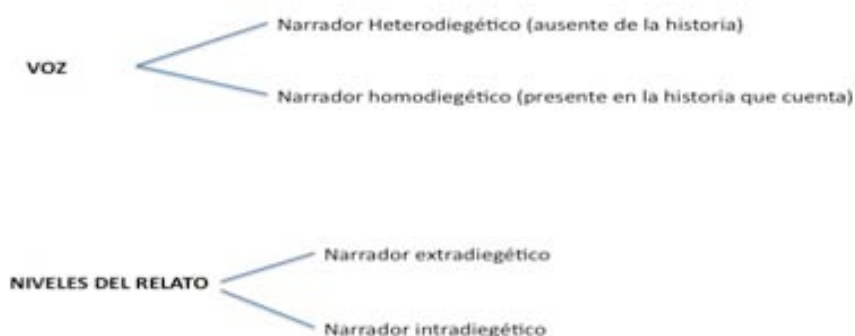 Narrador Heterodiegético (ausente de la historia)
VOZ
Narrador homodiegético (presente en la historia que cuenta)
Narrador extradiegético
NIVELES DEL RELATO
Narrador intradiegético